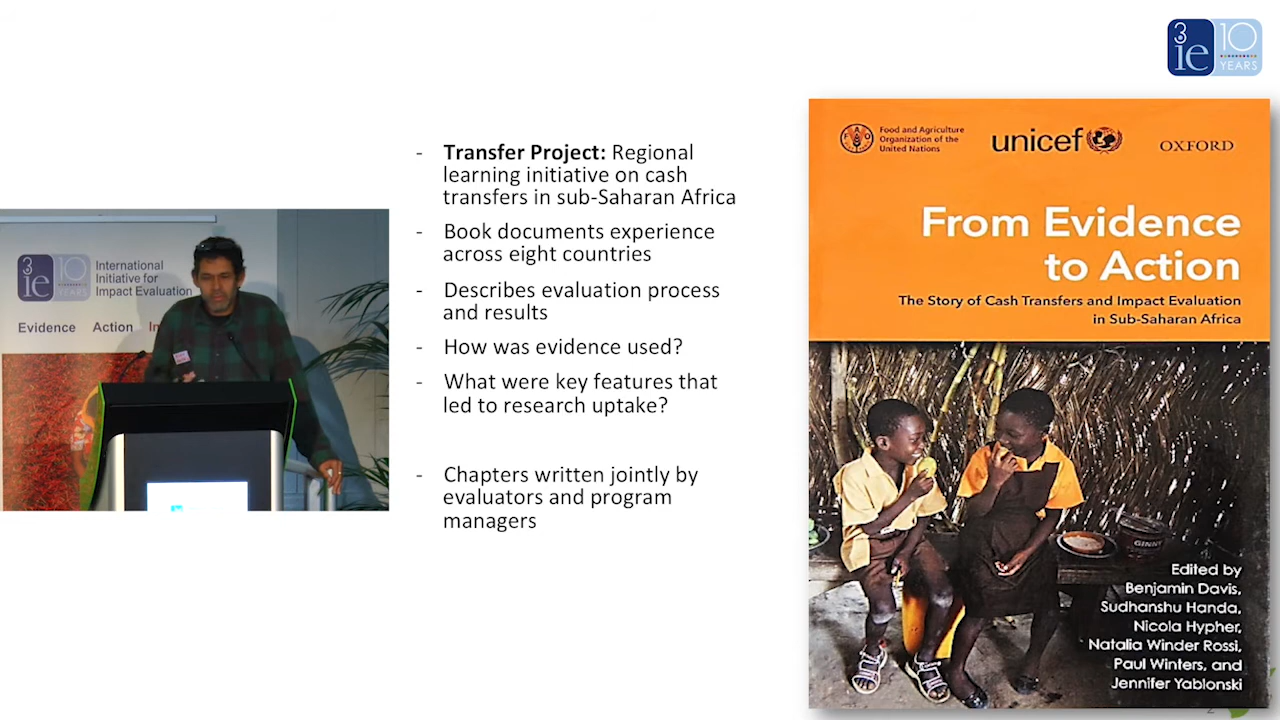 3ie 10
YEARS
- Transfer Project: Regional
learning initiative on cash
transfers in sub-Saharan Africa
- Book documents experience
across eight countries
- Describes evaluation process
and results
- How was evidence used?
- What were key features that
led to research uptake?
- Chapters written jointly by
evaluators and program
managers
3ie 10
YEARS
International
Initiative for
Impact Evaluation
Evidence Action
Food and Agriculture
Organization of the
United Nations
unicef
OXFORD
From Evidence
to Action
The Story of Cash Transfers and Impact Evaluation
in Sub-Saharan Africa
GINNY
Edited by
Benjamin Davis,
Sudhanshu Handa,
Nicola Hypher,
Natalia Winder Rossi,
Paul Winters, and
Jennifer Yablonski
2